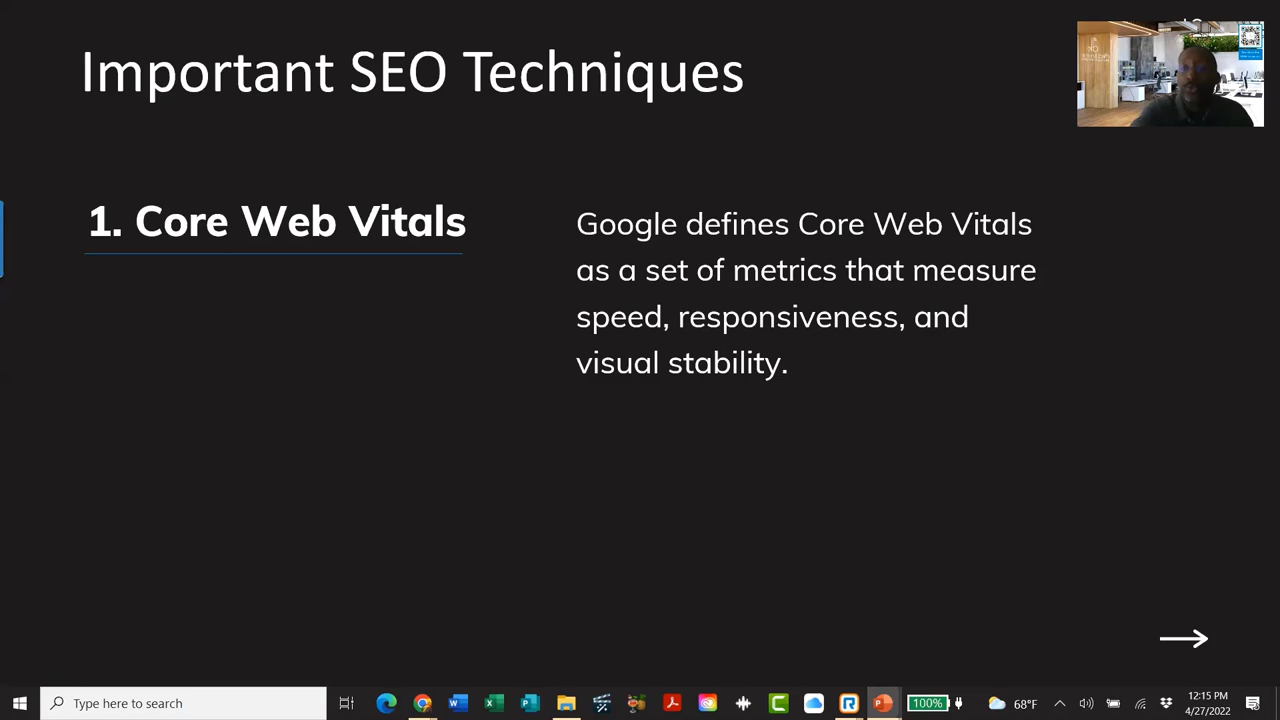 Important SEO Techniques
1. Core Web Vitals
Google defines Core Web Vitals
as a set of metrics that measure
speed, responsiveness, and
visual stability.
Type here to search
100%
68°F
12:15 PM
4/27/2022